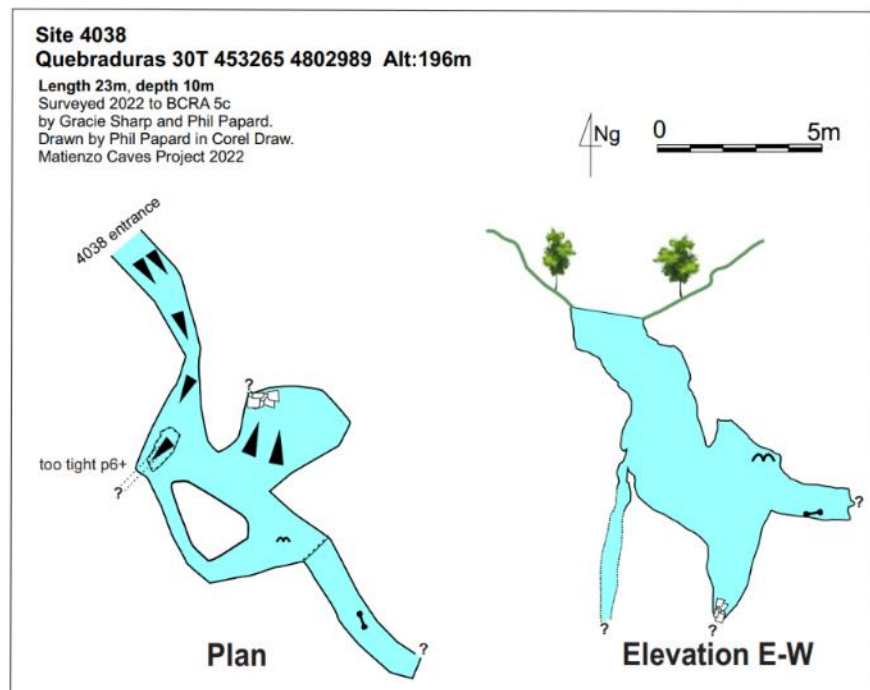 Site 4038
Quebraduras 30T 453265 4802989 Alt:196m
Length 23m, depth 10m
Surveyed 2022 to BCRA 5c
by Gracie Sharp and Phil Papard.
Drawn by Phil Papard in Corel Draw.
Matienzo Caves Project 2022
Ng
0 5m
4038 entrance
?
too tight p6+
?
?
Plan
?
?
?
Elevation E-W